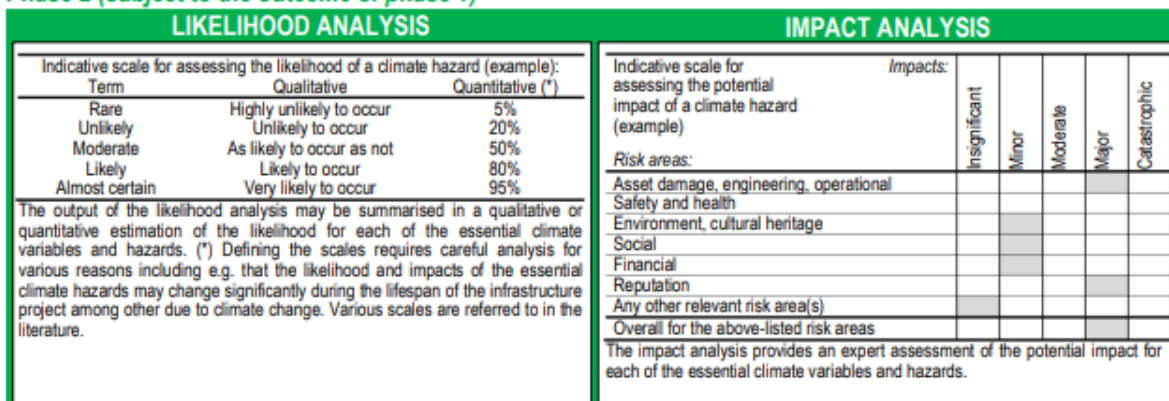 Phase 2 (subject to the outcome of phase 1)
LIKELIHOOD ANALYSIS
Indicative scale for assessing the likelihood of a climate hazard (example):
Term Qualitative Quantitative (*)
Rare Highly unlikely to occur 5%
Unlikely Unlikely to occur 20%
Moderate As likely to occur as not 50%
Likely Likely to occur 80%
Almost certain Very likely to occur 95%
The output of the likelihood analysis may be summarised in a qualitative or
quantitative estimation of the likelihood for each of the essential climate
variables and hazards. (*) Defining the scales requires careful analysis for
various reasons including e.g. that the likelihood and impacts of the essential
climate hazards may change significantly during the lifespan of the infrastructure
project among other due to climate change. Various scales are referred to in the
literature.
IMPACT ANALYSIS
Indicative scale for Impacts:
assessing the potential
impact of a climate hazard
(example)
Risk areas:
Insignificant
Minor
Moderate
Major
Catastrophic
Asset damage, engineering, operational
Safety and health
Environment, cultural heritage
Social
Financial
Reputation
Any other relevant risk area(s)
Overall for the above-listed risk areas
The impact analysis provides an expert assessment of the potential impact for
each of the essential climate variables and hazards.